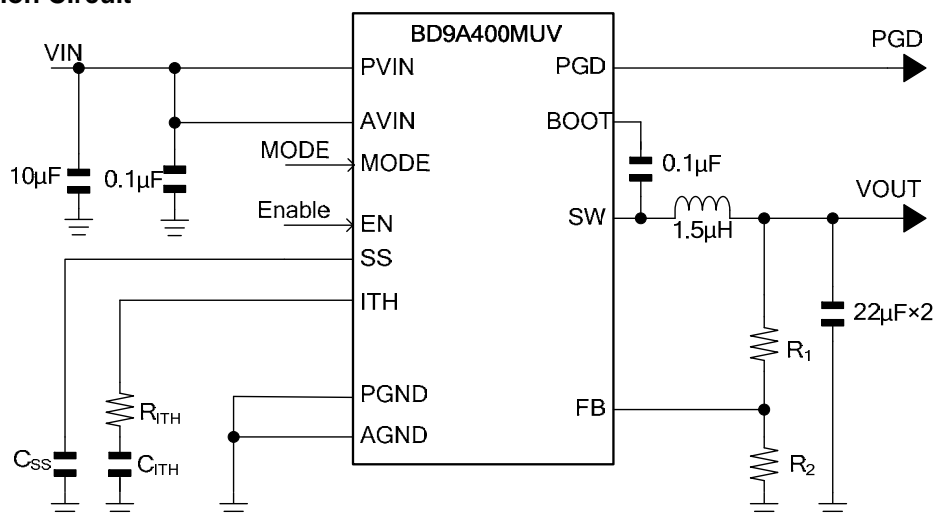 BD9A400MUV
VIN
PVIN
PGD
PGD
AVIN
BOOT
MODE
MODE
10µF
0.1µF
0.1µF
VOUT
Enable
EN
SW
1.5µH
SS
ITH
22µF×2
R1
PGND
FB
RITH
AGND
CSS
CITH
R2